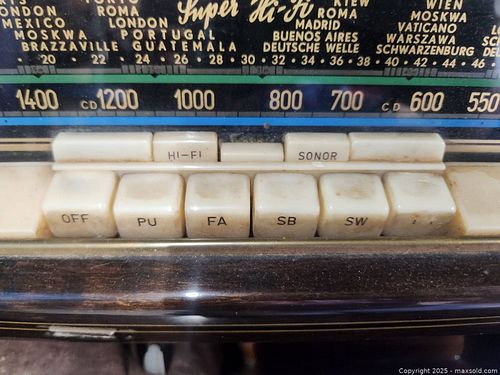 TOKYO KIEW
ONDON ROMA LONDON Super Hi-Fi ROMA WIEN
MEXICO LONDON MADRID MOSKWA
MOSKWA PORTUGAL BUENOS AIRES VATICANO
BRAZZAVILLE GUATEMALA DEUTSCHE WELLE WARSZAWA
SCHWARZENBURG
20 22 24 26 28 30 32 34 36 38 40 42 44 46
1400 CD 1200 1000 800 700 CD 600 550
HI-FI SONOR
OFF PU FA SB SW
Copyright 2025 - maxsold.com